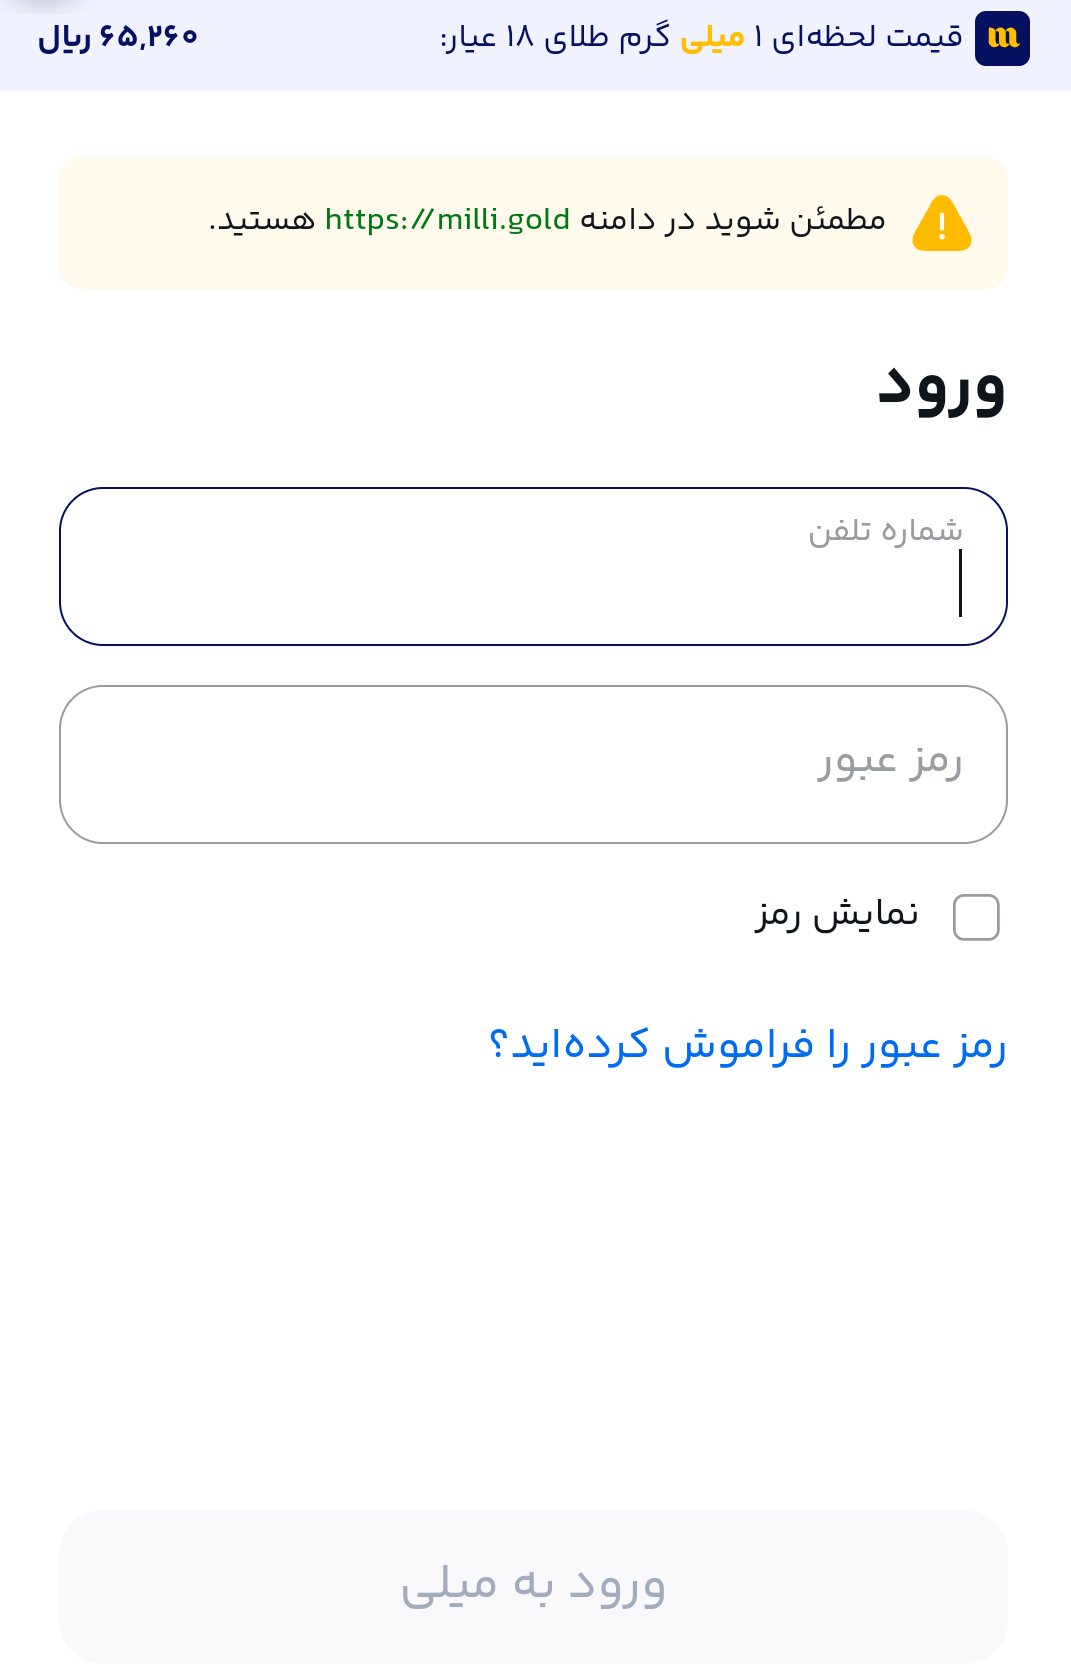 قیمت لحظه‌ای ۱ میلی گرم طلای ۱۸ عیار: ۶۵,۲۶۰ ریال
مطمئن شوید در دامنه https://milli.gold هستید.
ورود
شماره تلفن
رمز عبور
نمایش رمز
رمز عبور را فراموش کرده‌اید؟
ورود به میلی